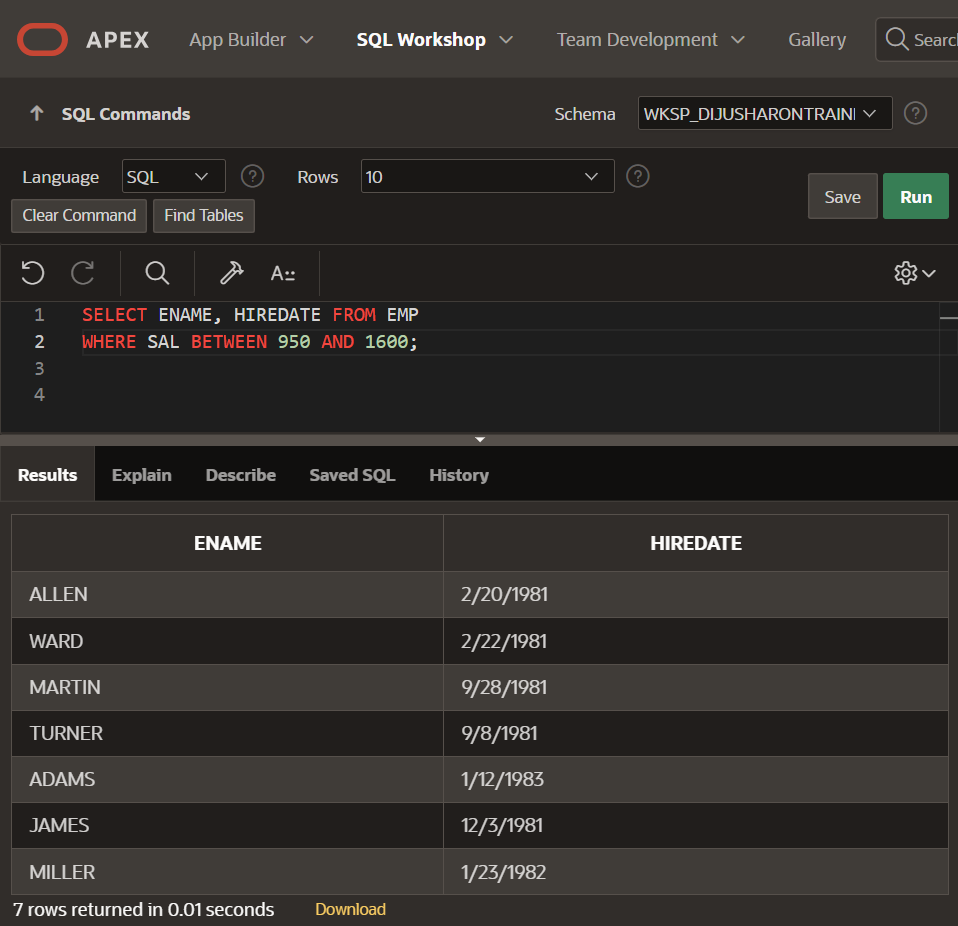 APEX App Builder SQL Workshop Team Development Gallery Searc
SQL Commands Schema WKSP_DIJUSHARONTRAINI ?
Language SQL ? Rows 10 ? Save Run
Clear Command Find Tables
A::
1 SELECT ENAME, HIREDATE FROM EMP
2 WHERE SAL BETWEEN 950 AND 1600;
3
4
Results Explain Describe Saved SQL History
ENAME HIREDATE
ALLEN 2/20/1981
WARD 2/22/1981
MARTIN 9/28/1981
TURNER 9/8/1981
ADAMS 1/12/1983
JAMES 12/3/1981
MILLER 1/23/1982
7 rows returned in 0.01 seconds Download